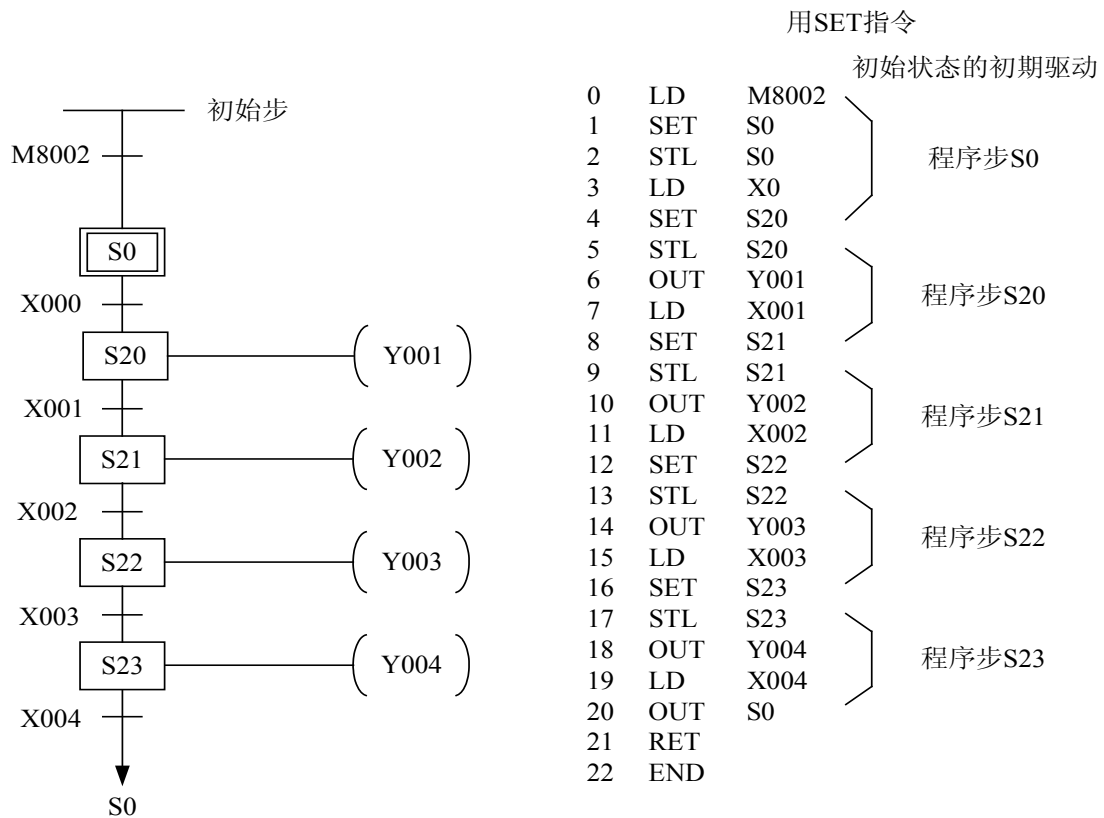 用SET指令
初始状态的初期驱动
初始步
M8002
S0
X000
S20
Y001
X001
S21
Y002
X002
S22
Y003
X003
S23
Y004
X004
S0
0 LD M8002
1 SET S0
2 STL S0
3 LD X0
4 SET S20
5 STL S20
6 OUT Y001
7 LD X001
8 SET S21
9 STL S21
10 OUT Y002
11 LD X002
12 SET S22
13 STL S22
14 OUT Y003
15 LD X003
16 SET S23
17 STL S23
18 OUT Y004
19 LD X004
20 OUT S0
21 RET
22 END
程序步S0
程序步S20
程序步S21
程序步S22
程序步S23